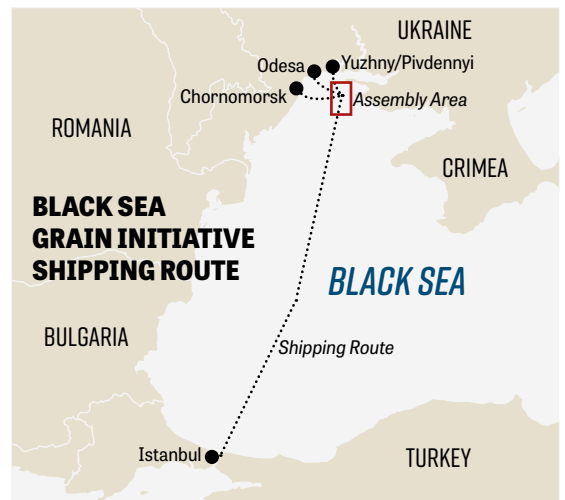 UKRAINE
Odesa
Yuzhny/Pivdennyi
Chornomorsk
Assembly Area
ROMANIA
CRIMEA
BLACK SEA
GRAIN INITIATIVE
SHIPPING ROUTE
BLACK SEA
BULGARIA
Shipping Route
Istanbul
TURKEY